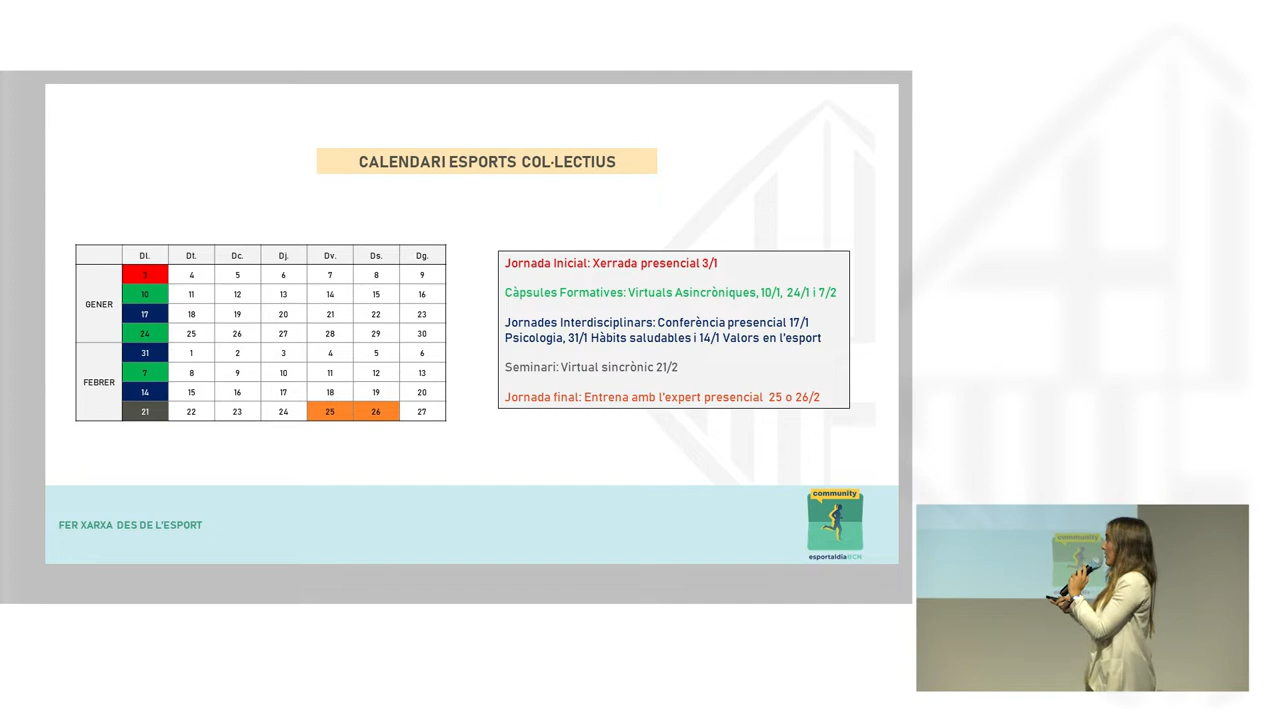 CALENDARI ESPORTS COL·LECTIUS
Dl. Dt. Dc. Dj. Dv. Ds. Dg.
GENER
3 4 5 6 7 8 9
10 11 12 13 14 15 16
17 18 19 20 21 22 23
24 25 26 27 28 29 30
FEBRER
31 1 2 3 4 5 6
7 8 9 10 11 12 13
14 15 16 17 18 19 20
21 22 23 24 25 26 27
Jornada Inicial: Xerrada presencial 3/1
Càpsules Formatives: Virtuals Asincròniques, 10/1, 24/1 i 7/2
Jornades Interdisciplinars: Conferència presencial 17/1
Psicologia, 31/1 Hàbits saludables i 14/1 Valors en l'esport
Seminari: Virtual sincrònic 21/2
Jornada final: Entrena amb l'expert presencial 25 o 26/2
FER XARXA DES DE L'ESPORT
community
esportaldiaBCN
community